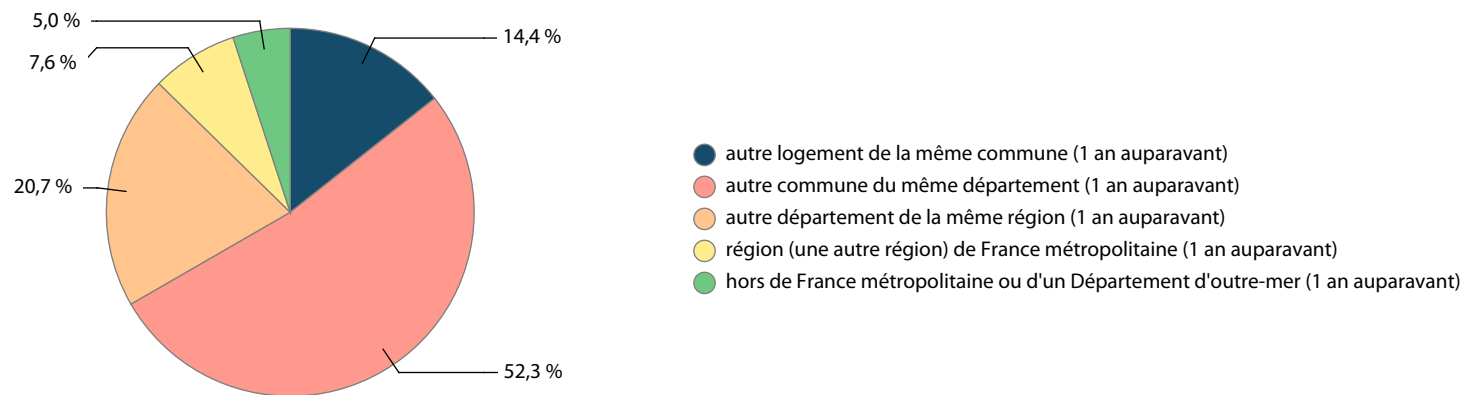 5,0 %
14,4 %
7,6 %
20,7 %
52,3 %
autre logement de la même commune (1 an auparavant)
autre commune du même département (1 an auparavant)
autre département de la même région (1 an auparavant)
région (une autre région) de France métropolitaine (1 an auparavant)
hors de France métropolitaine ou d'un Département d'outre-mer (1 an auparavant)